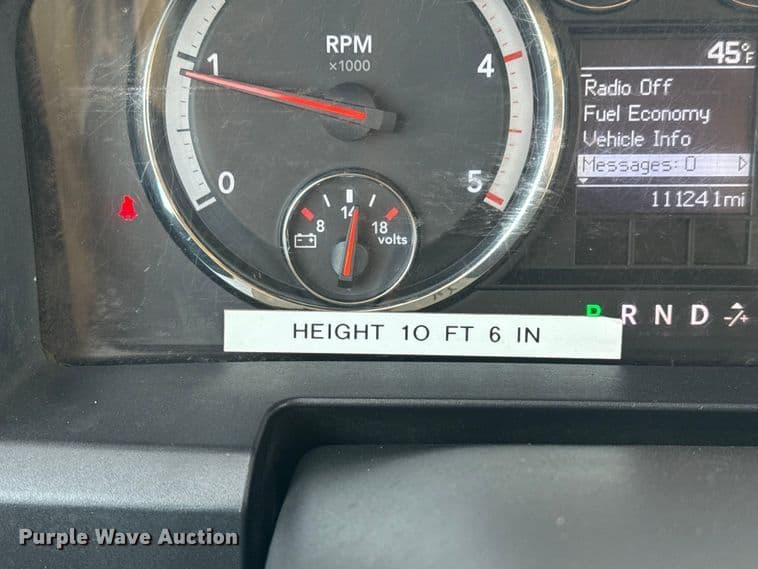 RPM
×1000
1
0
4
5
8
14
18
volts
45°F
Radio Off
Fuel Economy
Vehicle Info
Messages: 0
111241mi
P R N D -/+
HEIGHT 10 FT 6 IN
Purple Wave Auction